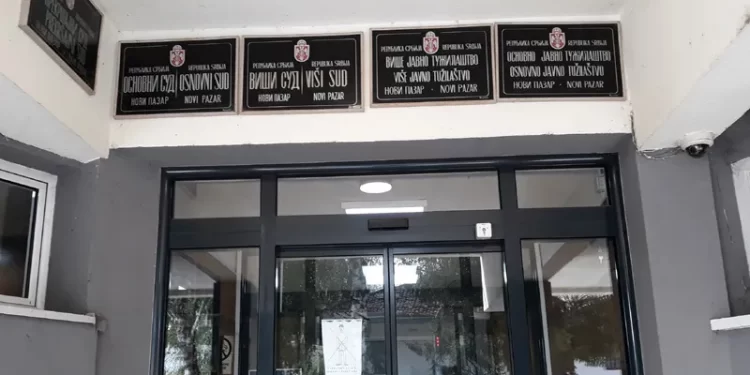 РЕПУБЛИКА СРБИЈА REPUBLIKA SRBIJA
ОСНОВНИ СУД OSNOVNI SUD
НОВИ ПАЗАР NOVI PAZAR
РЕПУБЛИКА СРБИЈА REPUBLIKA SRBIJA
ВИШИ СУД VIŠI SUD
НОВИ ПАЗАР NOVI PAZAR
РЕПУБЛИКА СРБИЈА REPUBLIKA SRBIJA
ВИШЕ ЈАВНО ТУЖИЛАШТВО
VIŠE JAVNO TUŽILAŠTVO
НОВИ ПАЗАР - NOVI PAZAR
РЕПУБЛИКА СРБИЈА REPUBLIKA SRBIJA
ОСНОВНО ЈАВНО ТУЖИЛАШТВО
OSNOVNO JAVNO TUŽILAŠTVO
НОВИ ПАЗАР - NOVI PAZAR